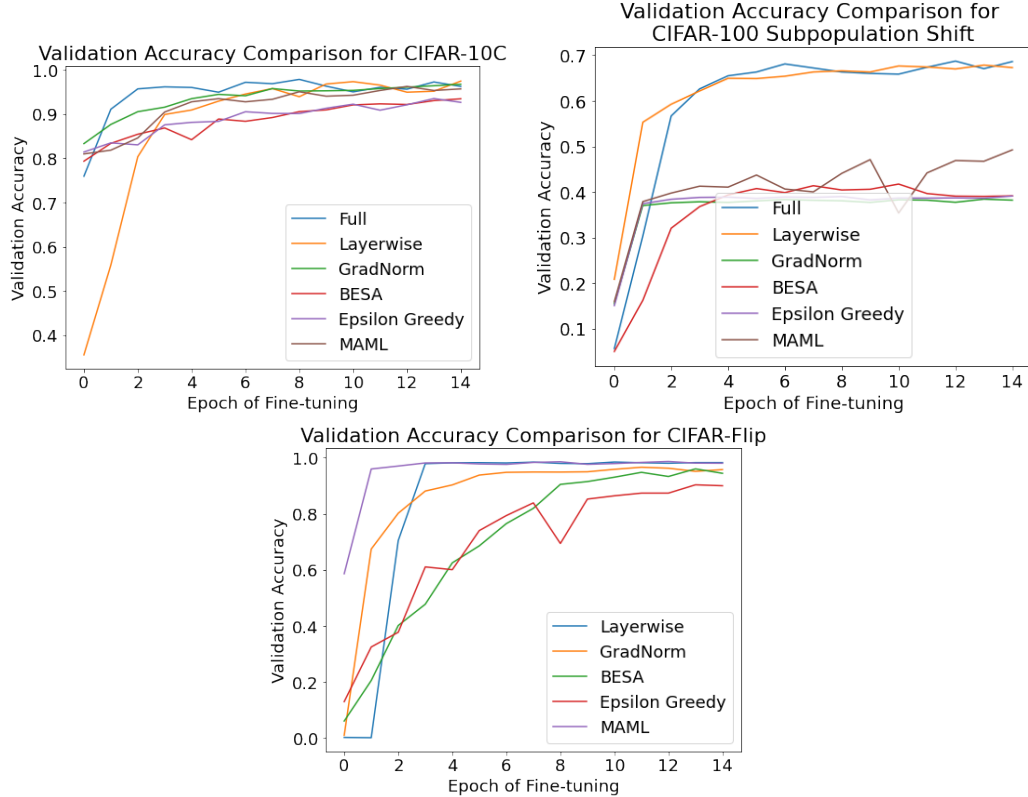 Validation Accuracy Comparison for CIFAR-10C
1.0
0.9
0.8
0.7
0.6
0.5
0.4
Validation Accuracy
Full
Layerwise
GradNorm
BESA
Epsilon Greedy
MAML
0 2 4 6 8 10 12 14
Epoch of Fine-tuning
Validation Accuracy Comparison for
CIFAR-100 Subpopulation Shift
0.7
0.6
0.5
0.4
0.3
0.2
0.1
Validation Accuracy
Full
Layerwise
GradNorm
BESA
Epsilon Greedy
MAML
0 2 4 6 8 10 12 14
Epoch of Fine-tuning
Validation Accuracy Comparison for CIFAR-Flip
1.0
0.8
0.6
0.4
0.2
0.0
Validation Accuracy
Layerwise
GradNorm
BESA
Epsilon Greedy
MAML
0 2 4 6 8 10 12 14
Epoch of Fine-tuning